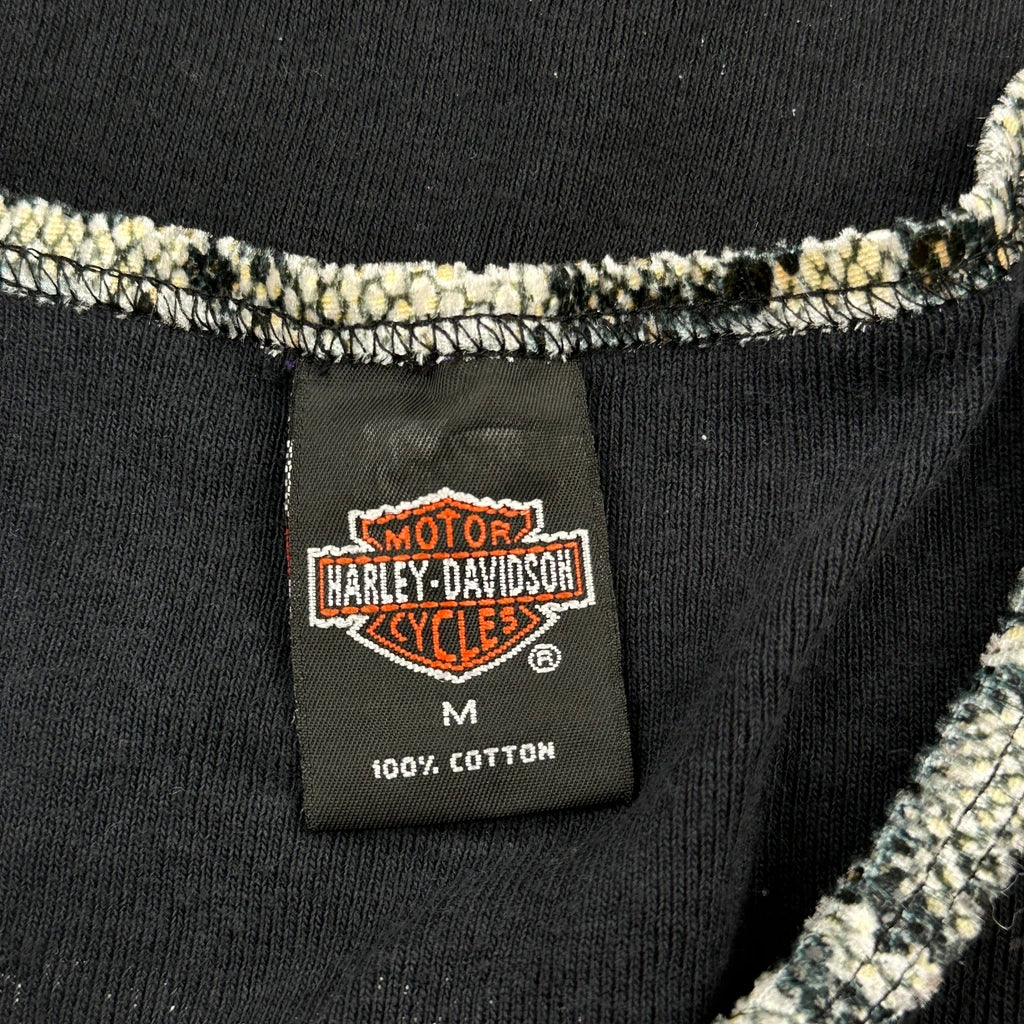 MOTOR
HARLEY-DAVIDSON
CYCLES
®
M
100% COTTON